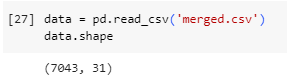 [27] data = pd.read_csv('merged.csv')
data.shape
(7043, 31)